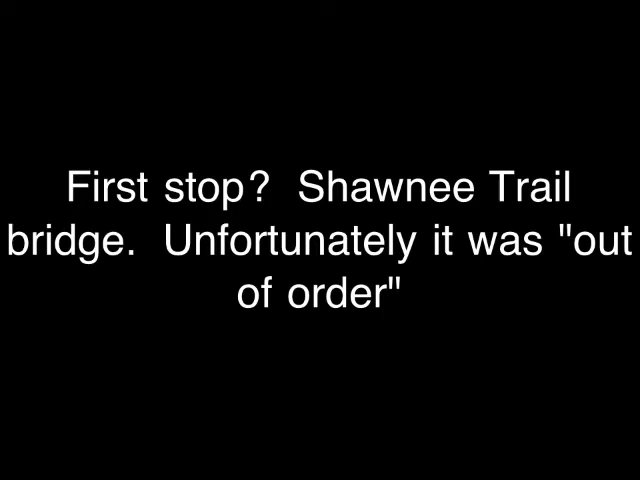 First stop?  Shawnee Trail
bridge.  Unfortunately it was "out
of order"